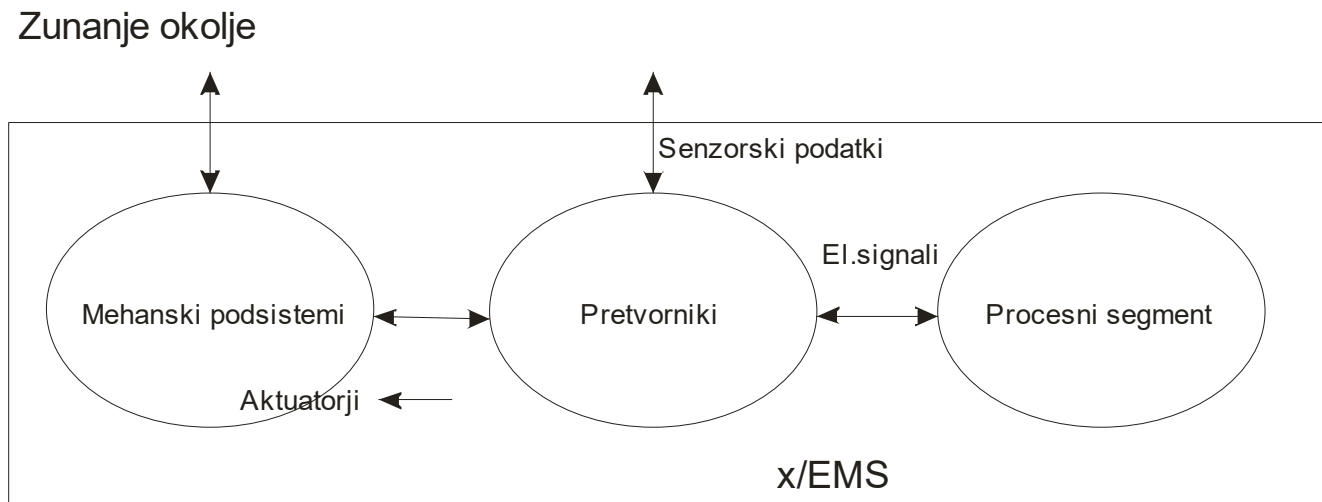 Zunanje okolje
Senzorski podatki
El.signali
Mehanski podsistemi
Pretvorniki
Procesni segment
Aktuatorji
x/EMS